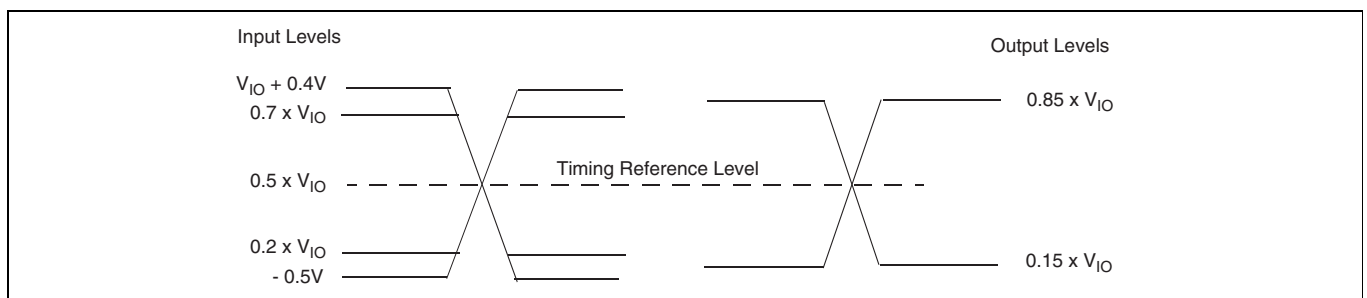 Input Levels
Output Levels
V_IO + 0.4V
0.7 x V_IO
0.85 x V_IO
Timing Reference Level
0.5 x V_IO
0.2 x V_IO
- 0.5V
0.15 x V_IO